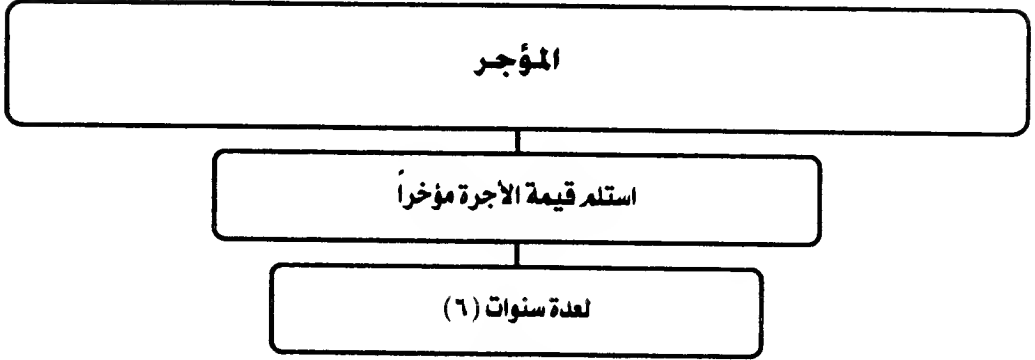 المؤجر
استلم قيمة الأجرة مؤخراً
لعدة سنوات (٦)